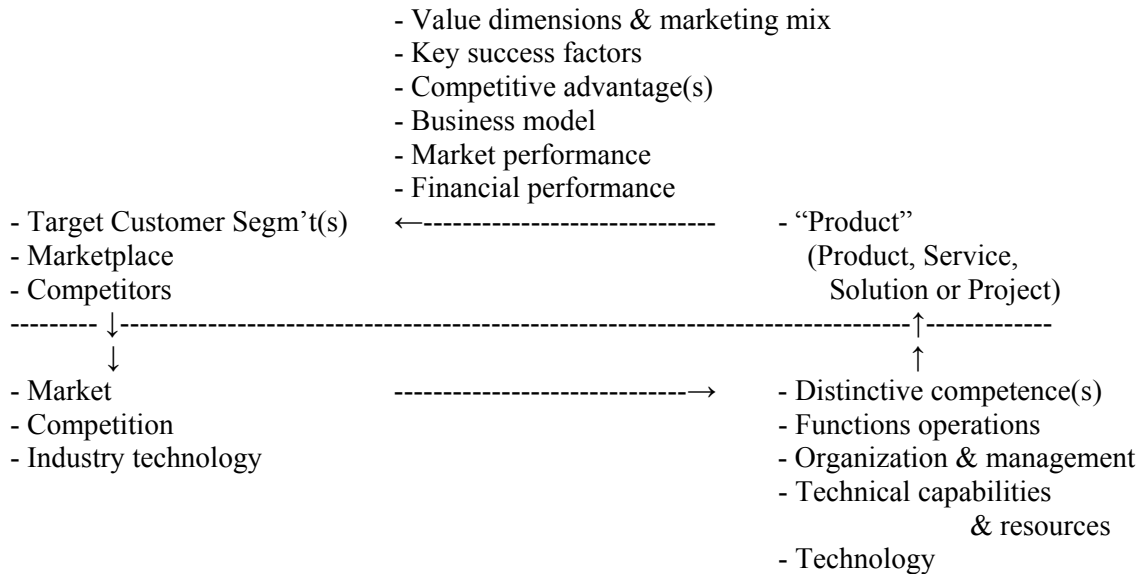 - Value dimensions & marketing mix
- Key success factors
- Competitive advantage(s)
- Business model
- Market performance
- Financial performance
- Target Customer Segm’t(s) ←----------------------------- - “Product”
- Marketplace (Product, Service,
- Competitors Solution or Project)
--------- ↓--------------------------------------------------------------------------------↑-------------
↓ ↑
- Market -----------------------------→ - Distinctive competence(s)
- Competition - Functions operations
- Industry technology - Organization & management
- Technical capabilities
& resources
- Technology